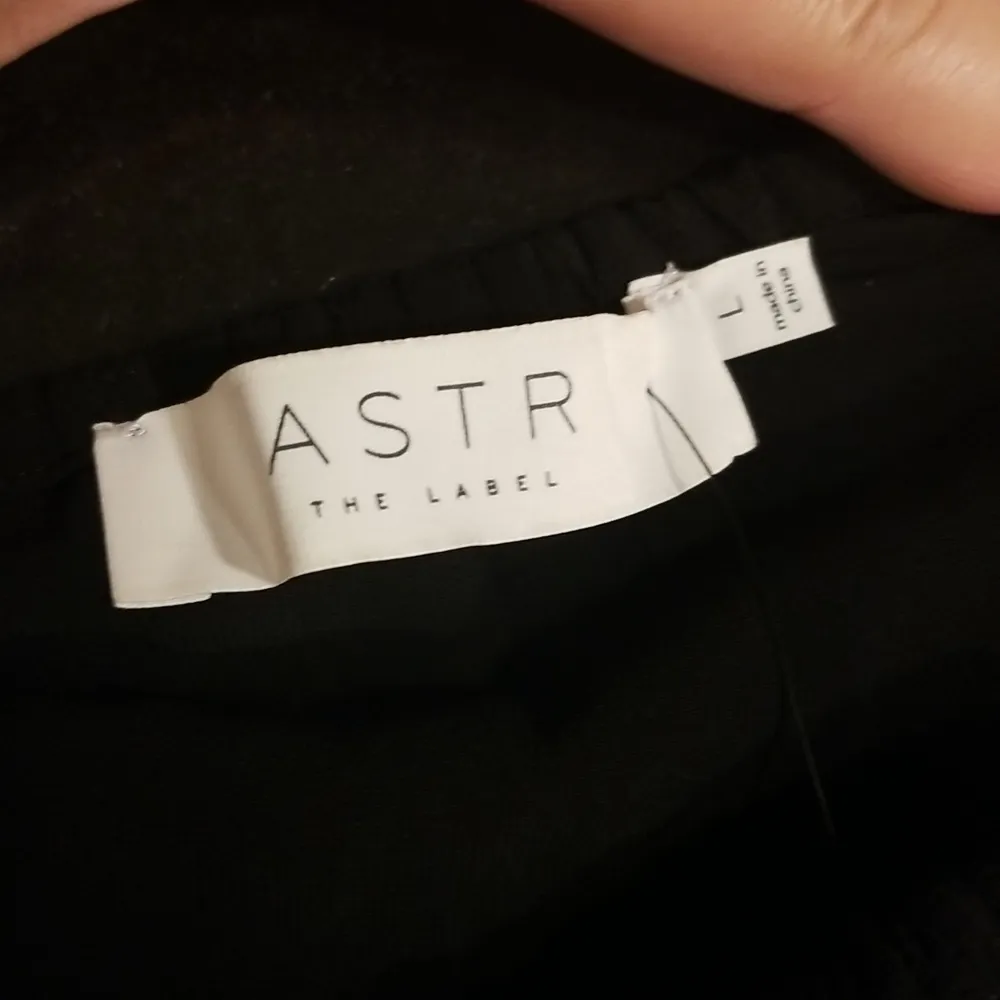 ASTR
THE LABEL
L
made in
china